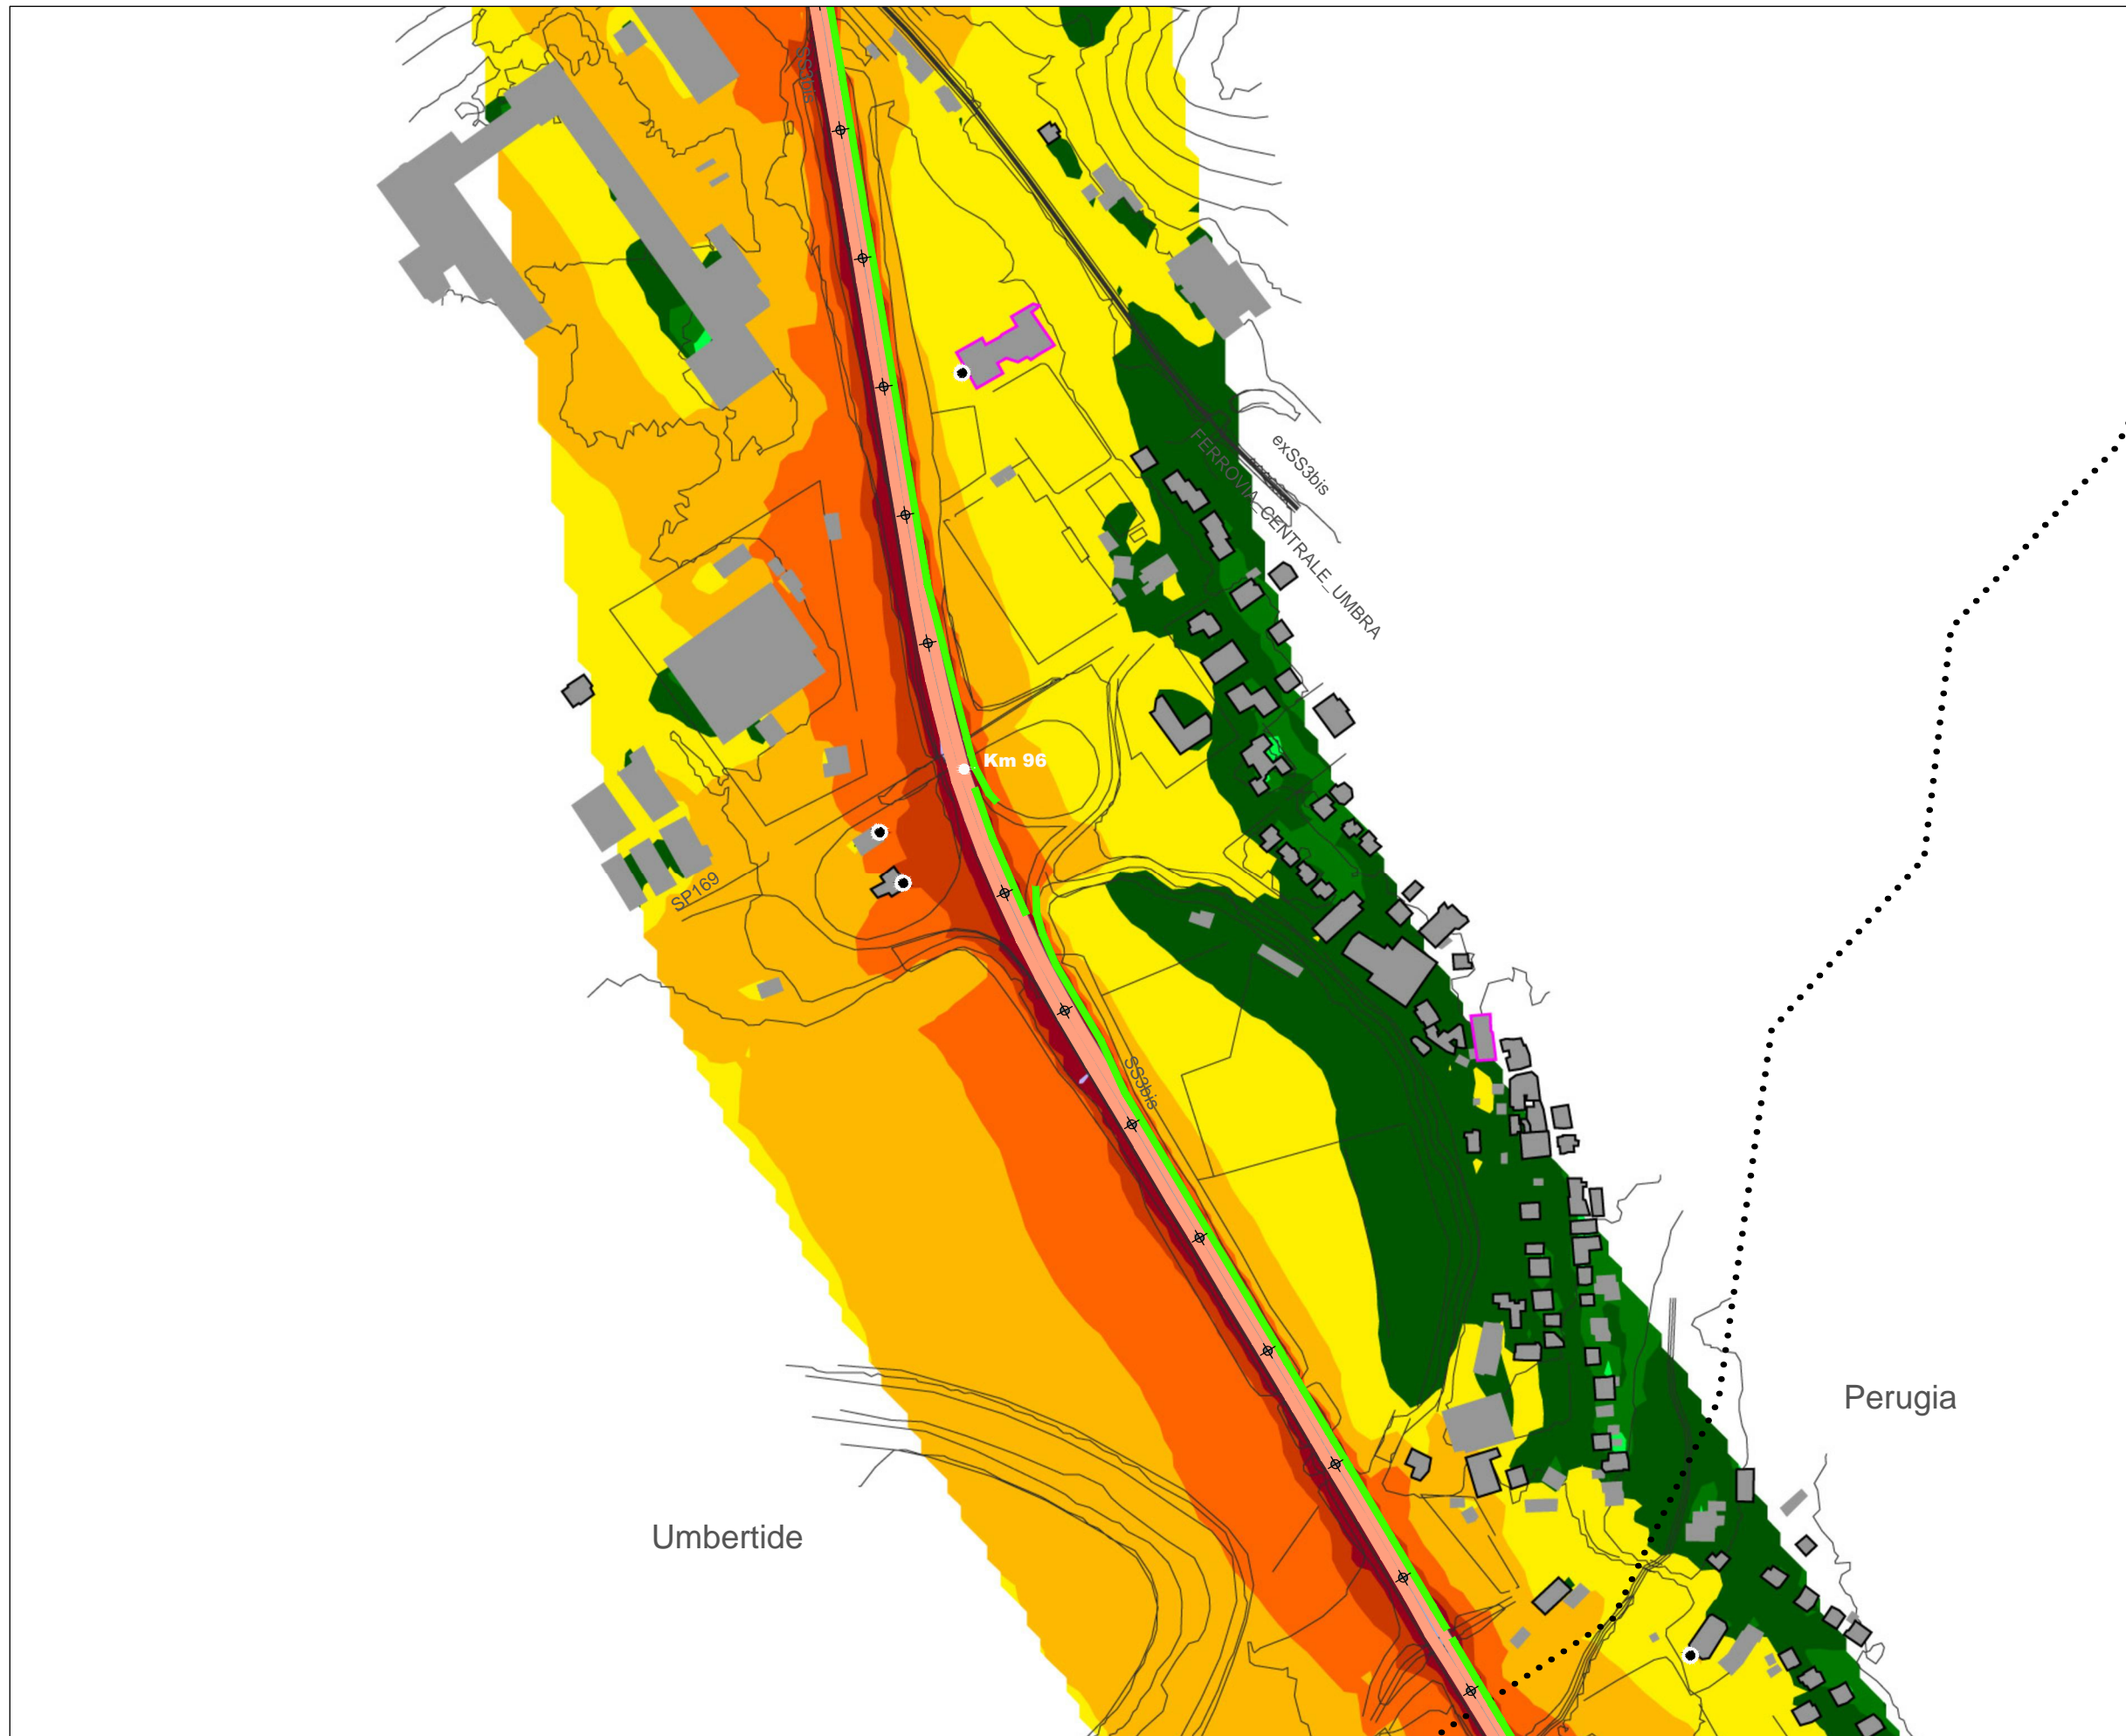 SS3bis
exSS3bis
FERROVIA_CENTRALE_UMBRA
Km 96
SP169
SS3bis
Perugia
Umbertide